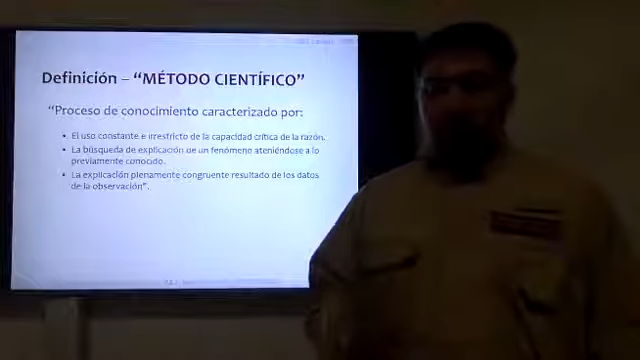 Definición – “MÉTODO CIENTÍFICO”
“Proceso de conocimiento caracterizado por:
• El uso constante e irrestricto de la capacidad crítica de la razón.
• La búsqueda de explicación de un fenómeno ateniéndose a lo
previamente conocido.
• La explicación plenamente congruente resultado de los datos
de la observación”.